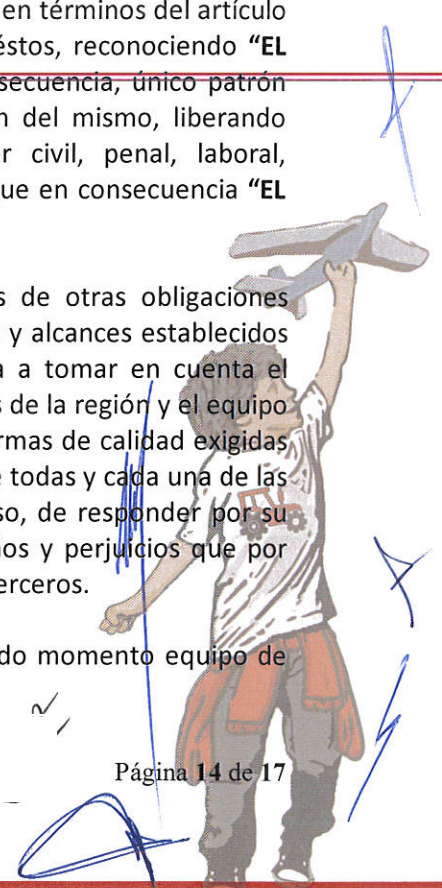 en términos del artículo
éstos, reconociendo “EL
secuencia, único patrón
del mismo, liberando
civil, penal, laboral,
que en consecuencia “EL
de otras obligaciones
y alcances establecidos
a tomar en cuenta el
de la región y el equipo
rmas de calidad exigidas
todas y cada una de las
so, de responder por su
ños y perjuicios que por
terceros.
do momento equipo de
Página 14 de 17